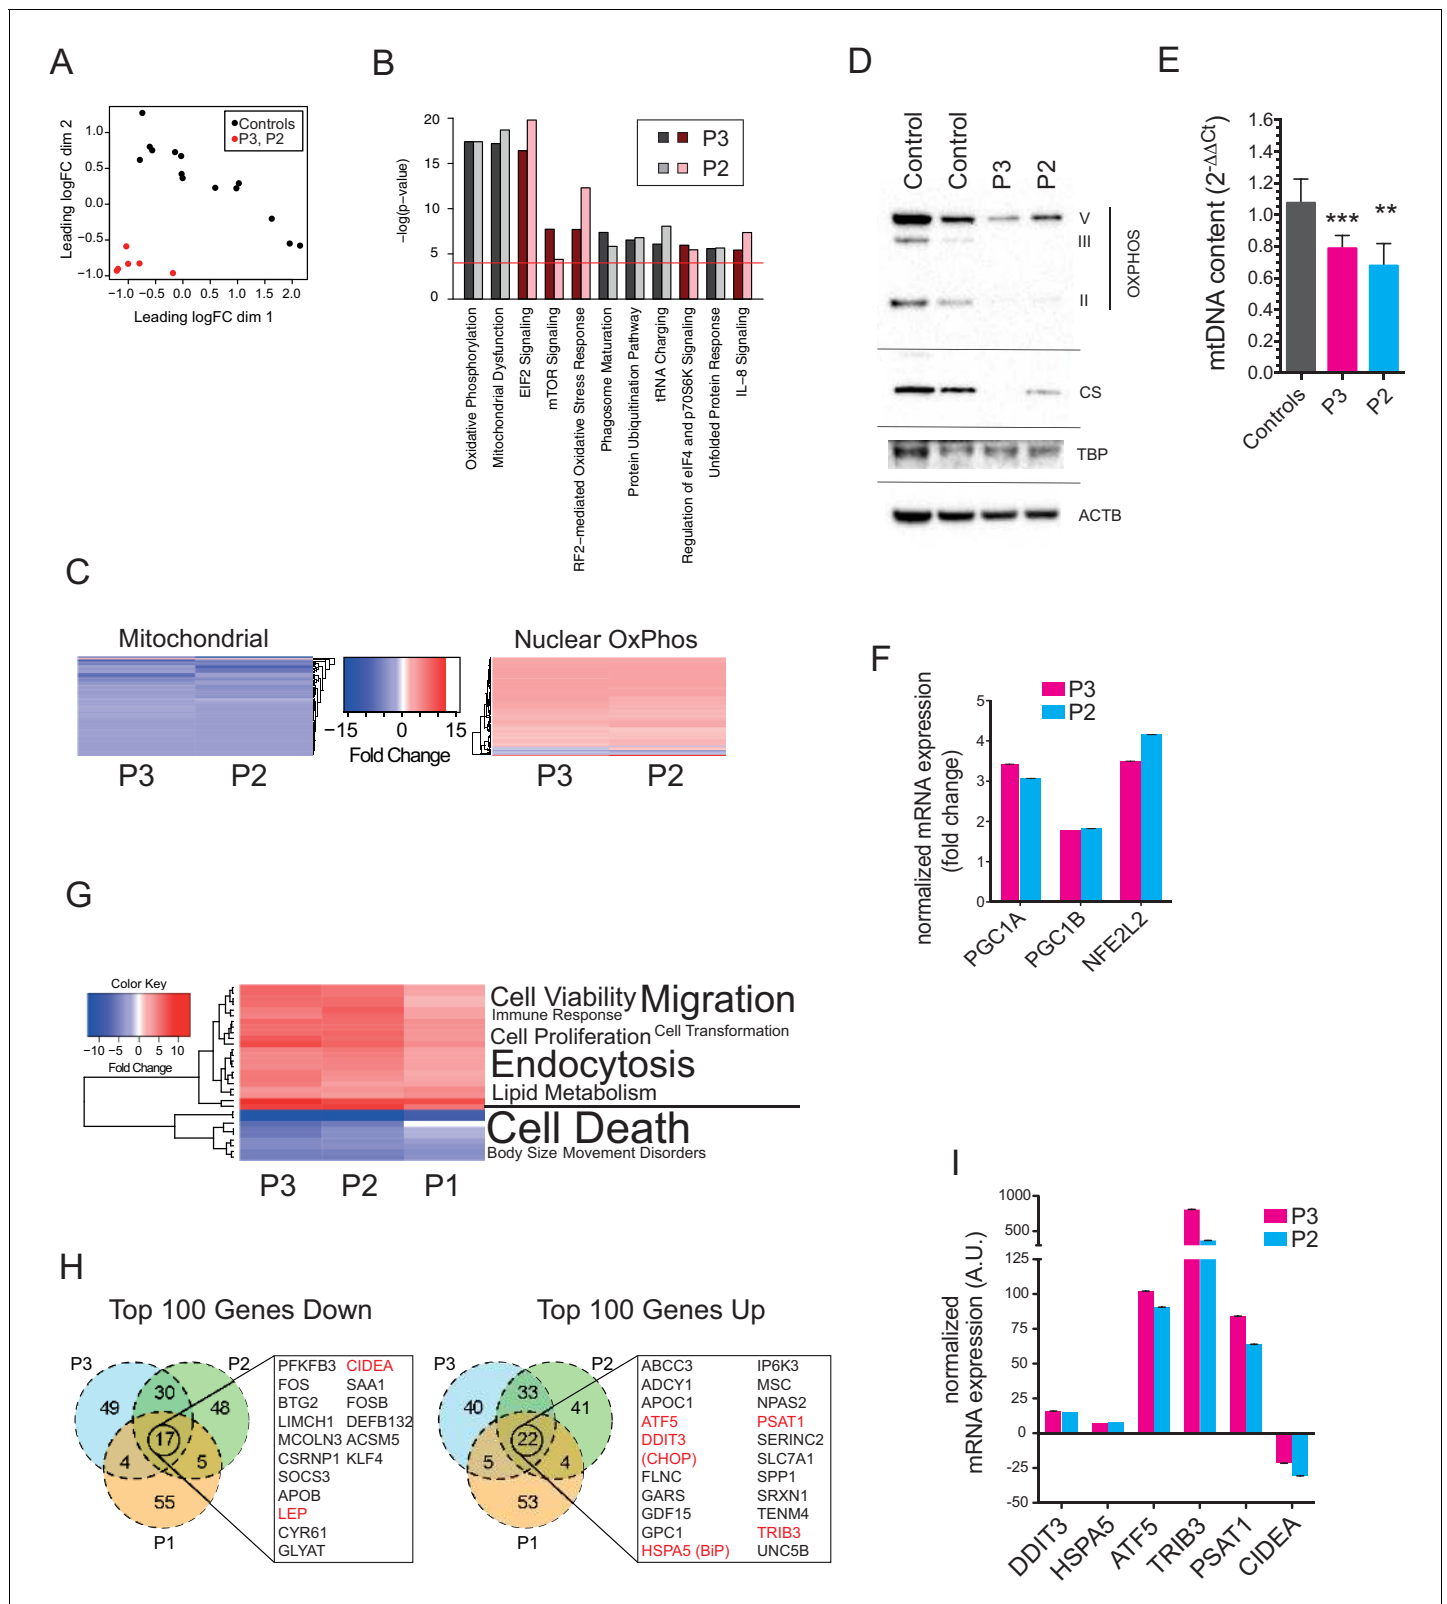 A
Leading logFC dim 2
1.0
0.5
0.0
−0.5
−1.0
Controls
P3, P2
−1.0 −0.5 0.0 0.5 1.0 1.5 2.0
Leading logFC dim 1
B
−log(p−value)
20
15
10
5
0
P3
P2
Oxidative Phosphorylation
Mitochondrial Dysfunction
EIF2 Signaling
mTOR Signaling
RF2−mediated Oxidative Stress Response
Phagosome Maturation
Protein Ubiquitination Pathway
tRNA Charging
Regulation of eIF4 and p70S6K Signaling
Unfolded Protein Response
IL−8 Signaling
C
Mitochondrial
P3 P2
−15 0 15
Fold Change
Nuclear OxPhos
P3 P2
D
Control Control P3 P2
V
III
II
OXPHOS
CS
TBP
ACTB
E
mtDNA content (2-ΔΔCt)
1.6
1.4
1.2
1.0
0.8
0.6
0.4
0.2
0.0
***
**
Controls P3 P2
F
normalized mRNA expression
(fold change)
5
4
3
2
1
0
P3
P2
PGC1A PGC1B NFE2L2
G
Color Key
−10 −5 0 5 10
Fold Change
Cell Viability Migration
Immune Response
Cell Proliferation Cell Transformation
Endocytosis
Lipid Metabolism
Cell Death
Body Size Movement Disorders
P3 P2 P1
H
Top 100 Genes Down
P3
P2
P1
49
30
48
17
4
5
55
PFKFB3 CIDEA
FOS SAA1
BTG2 FOSB
LIMCH1 DEFB132
MCOLN3 ACSM5
CSRNP1 KLF4
SOCS3
APOB
LEP
CYR61
GLYAT
Top 100 Genes Up
P3
P2
P1
40
33
41
22
5
4
53
ABCC3 IP6K3
ADCY1 MSC
APOC1 NPAS2
ATF5 PSAT1
DDIT3 SERINC2
(CHOP) SLC7A1
FLNC SPP1
GARS SRXN1
GDF15 TENM4
GPC1 TRIB3
HSPA5 (BiP) UNC5B
I
normalized
mRNA expression (A.U.)
1000
500
125
100
75
50
25
0
-25
-50
P3
P2
DDIT3 HSPA5 ATF5 TRIB3 PSAT1 CIDEA